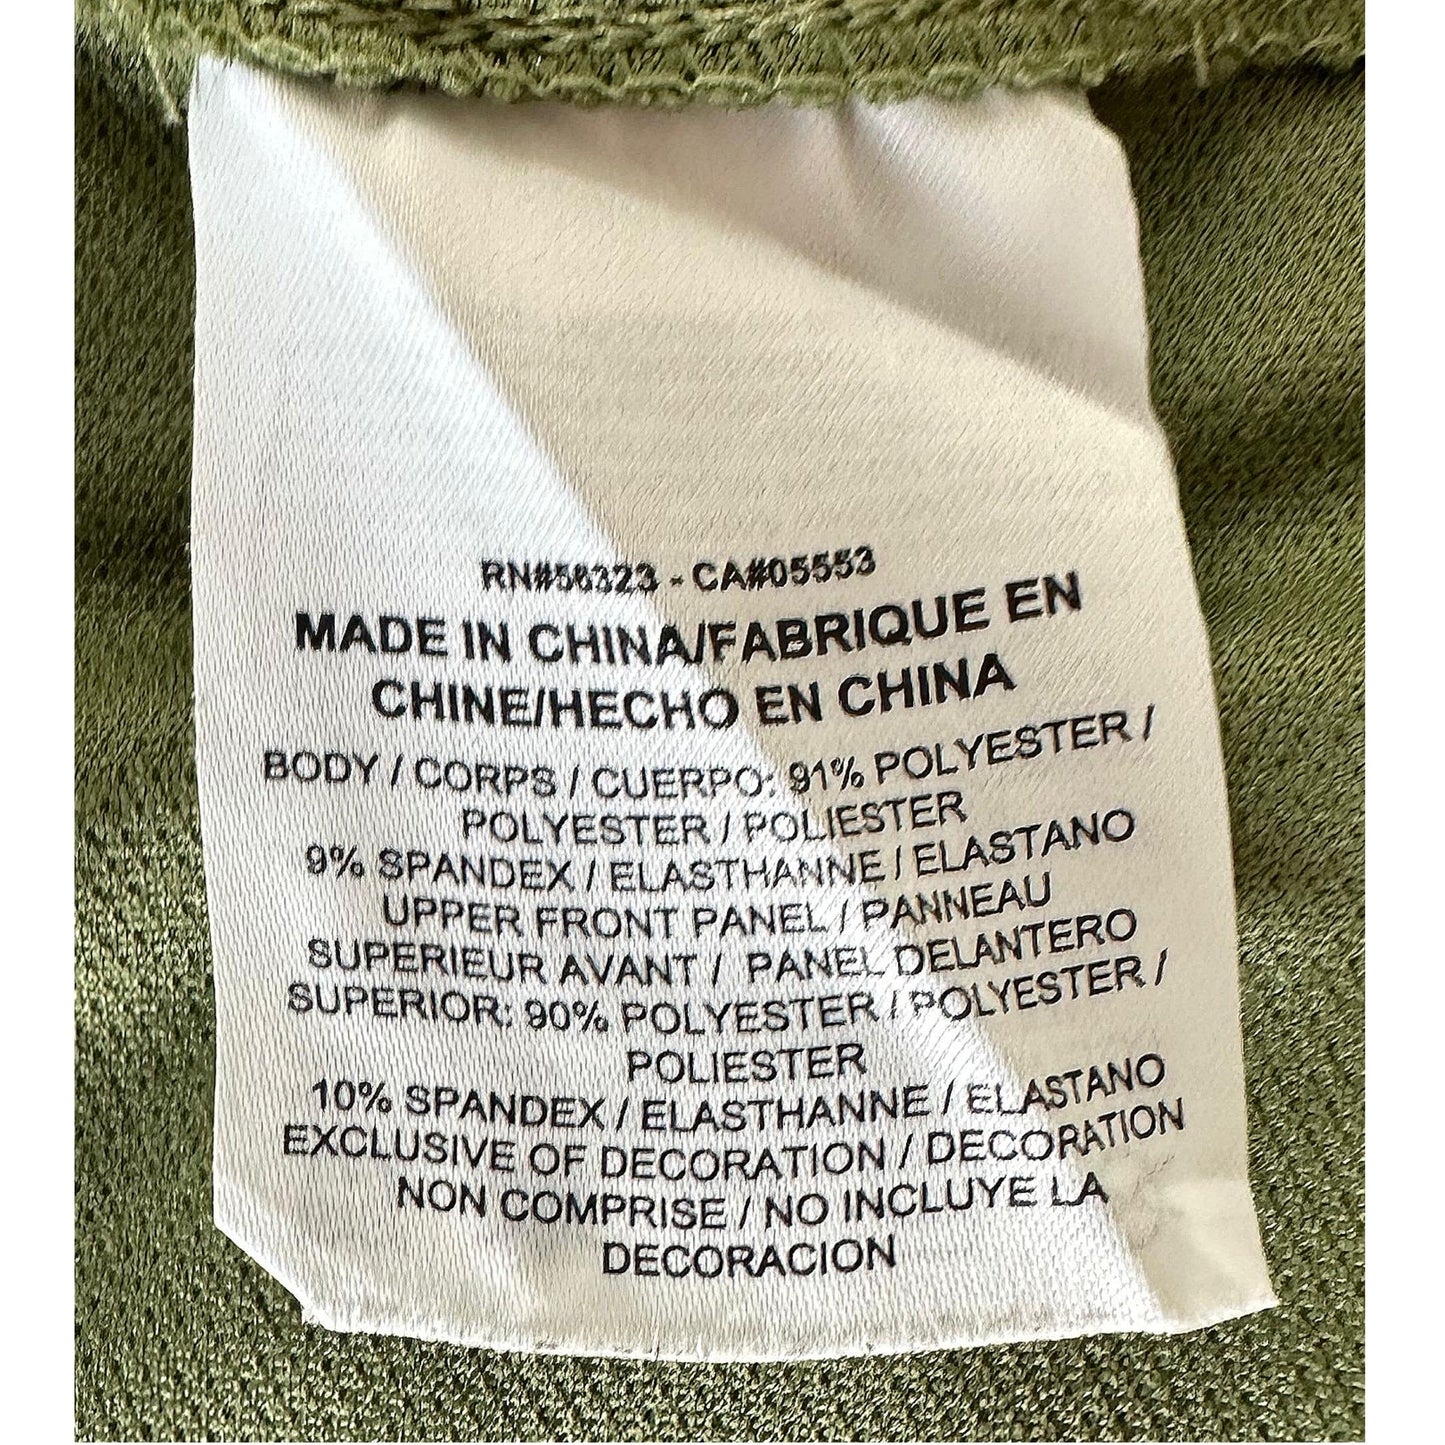 RN#56323 - CA#05553
MADE IN CHINA/FABRIQUE EN
CHINE/HECHO EN CHINA
BODY / CORPS / CUERPO: 91% POLYESTER /
POLYESTER / POLIESTER
9% SPANDEX / ELASTHANNE / ELASTANO
UPPER FRONT PANEL / PANNEAU
SUPERIEUR AVANT / PANEL DELANTERO
SUPERIOR: 90% POLYESTER / POLYESTER /
POLIESTER
10% SPANDEX / ELASTHANNE / ELASTANO
EXCLUSIVE OF DECORATION / DECORATION
NON COMPRISE / NO INCLUYE LA
DECORACION